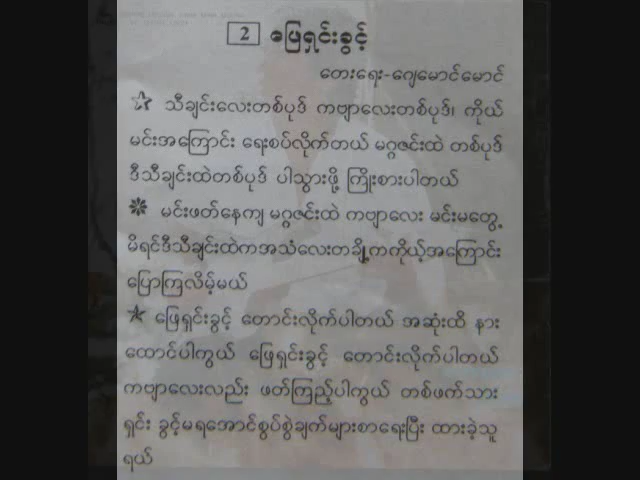 2 ဖြေရှင်းခွင့်
တေးရေး-ဂျေမောင်မောင်
☆ သီချင်းလေးတစ်ပုဒ် ကဗျာလေးတစ်ပုဒ်၊ ကိုယ်
မင်းအကြောင်း ရေးစပ်လိုက်တယ် မဂ္ဂဇင်းထဲ တစ်ပုဒ်
ဒီသီချင်းထဲတစ်ပုဒ် ပါသွားဖို့ ကြိုးစားပါတယ်
❋ မင်းဖတ်နေကျ မဂ္ဂဇင်းထဲ ကဗျာလေး မင်းမတွေ့
မိရင်ဒီသီချင်းထဲကအသံလေးတချို့ကကိုယ့်အကြောင်း
ပြောကြလိမ့်မယ်
★ ဖြေရှင်းခွင့် တောင်းလိုက်ပါတယ် အဆုံးထိ နား
ထောင်ပါကွယ် ဖြေရှင်းခွင့် တောင်းလိုက်ပါတယ်
ကဗျာလေးလည်း ဖတ်ကြည့်ပါကွယ် တစ်ဖက်သား
ရှင်း ခွင့်မရအောင်စွပ်စွဲချက်များစာရေးပြီး ထားခဲ့သူ
ရယ်